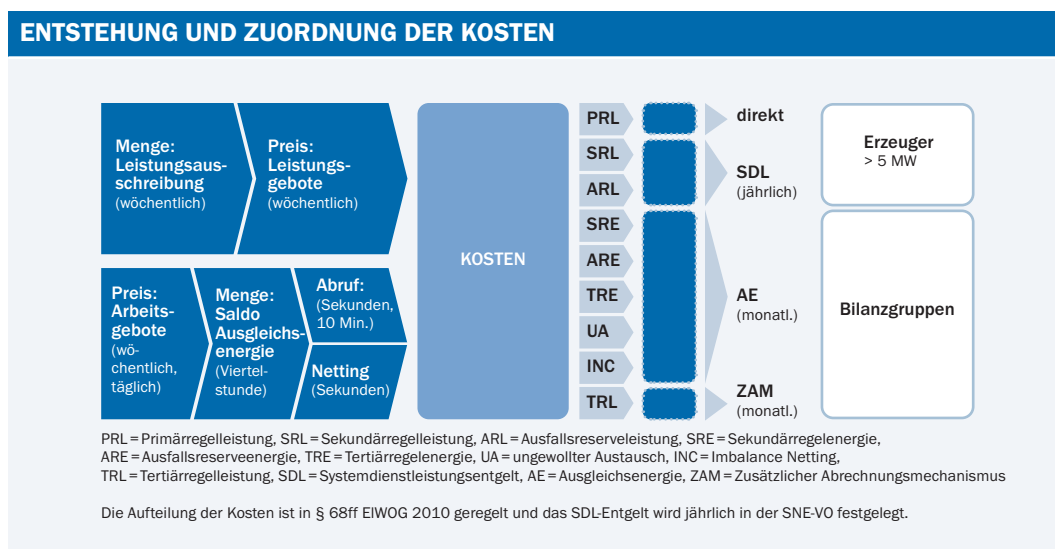 ENTSTEHUNG UND ZUORDNUNG DER KOSTEN
Menge:
Leistungsaus-
schreibung
(wöchentlich)
Preis:
Leistungs-
gebote
(wöchentlich)
Preis:
Arbeits-
gebote
(wö-
chentlich,
täglich)
Menge:
Saldo
Ausgleichs-
energie
(Viertel-
stunde)
Abruf:
(Sekunden,
10 Min.)
Netting
(Sekunden)
KOSTEN
PRL
SRL
ARL
SRE
ARE
TRE
UA
INC
TRL
direkt
SDL
(jährlich)
AE
(monatl.)
ZAM
(monatl.)
Erzeuger
> 5 MW
Bilanzgruppen
PRL = Primärregelleistung, SRL = Sekundärregelleistung, ARL = Ausfallsreserveleistung, SRE = Sekundärregelenergie,
ARE = Ausfallsreserveenergie, TRE = Tertiärregelenergie, UA = ungewollter Austausch, INC = Imbalance Netting,
TRL = Tertiärregelleistung, SDL = Systemdienstleistungsentgelt, AE = Ausgleichsenergie, ZAM = Zusätzlicher Abrechnungsmechanismus
Die Aufteilung der Kosten ist in § 68ff ElWOG 2010 geregelt und das SDL-Entgelt wird jährlich in der SNE-VO festgelegt.